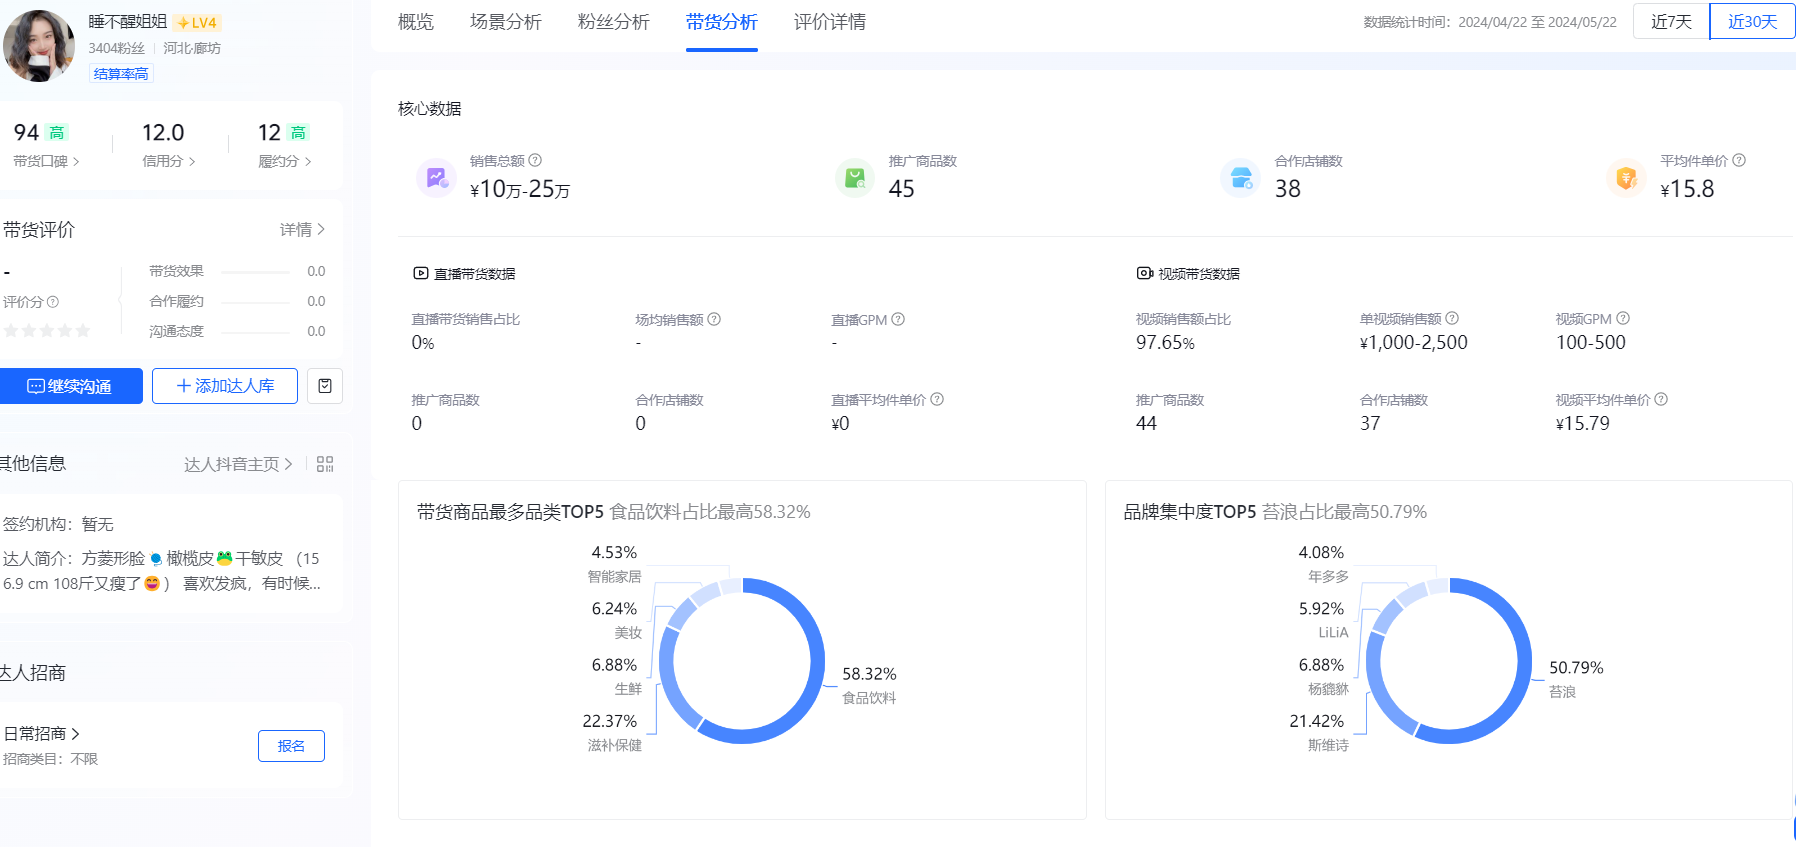 睡不醒姐姐 LV4
3404粉丝 河北·廊坊
结算率高
94 高
带货口碑
12.0
信用分
12 高
履约分
带货评价 详情
-
评价分
带货效果 0.0
合作履约 0.0
沟通态度 0.0
继续沟通
添加达人库
其他信息 达人抖音主页
签约机构：暂无
达人简介：方菱形脸 橄榄皮 干敏皮 （15
6.9 cm 108斤又瘦了 ） 喜欢发疯，有时候...
达人招商
日常招商
招商类目：不限
报名
概览 场景分析 粉丝分析 带货分析 评价详情
数据统计时间：2024/04/22 至 2024/05/22
近7天 近30天
核心数据
销售总额
¥10万-25万
推广商品数
45
合作店铺数
38
平均件单价
¥15.8
直播带货数据
直播带货销售占比
0%
场均销售额
-
直播GPM
-
推广商品数
0
合作店铺数
0
直播平均件单价
¥0
视频带货数据
视频销售额占比
97.65%
单视频销售额
¥1,000-2,500
视频GPM
100-500
推广商品数
44
合作店铺数
37
视频平均件单价
¥15.79
带货商品最多品类TOP5 食品饮料占比最高58.32%
4.53%
智能家居
6.24%
美妆
6.88%
生鲜
22.37%
滋补保健
58.32%
食品饮料
品牌集中度TOP5 苔浪占比最高50.79%
4.08%
年多多
5.92%
LiLiA
6.88%
杨貔貅
21.42%
斯维诗
50.79%
苔浪